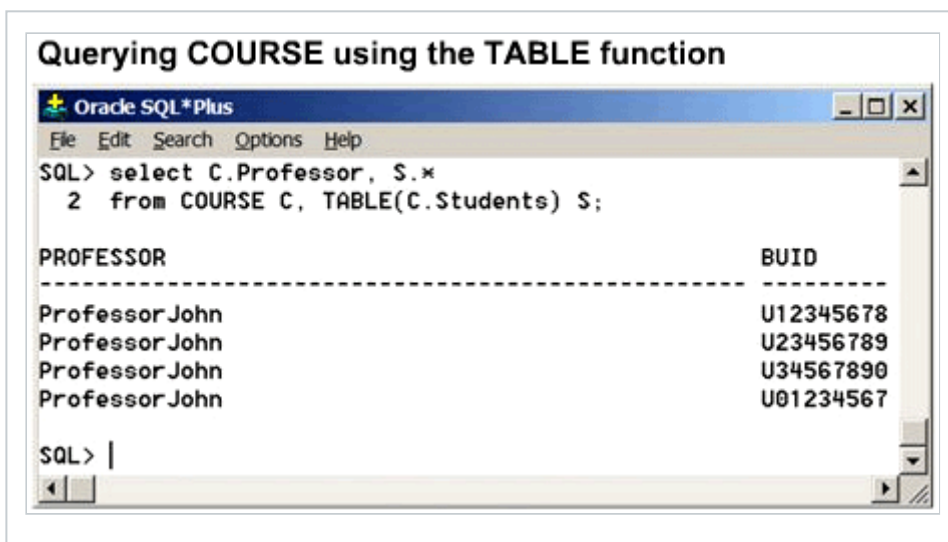 Querying COURSE using the TABLE function
Oracle SQL*Plus
File Edit Search Options Help
SQL> select C.Professor, S.*
2 from COURSE C, TABLE(C.Students) S;
PROFESSOR BUID
-------------------------------------------------- ---------
ProfessorJohn U12345678
ProfessorJohn U23456789
ProfessorJohn U34567890
ProfessorJohn U01234567
SQL>